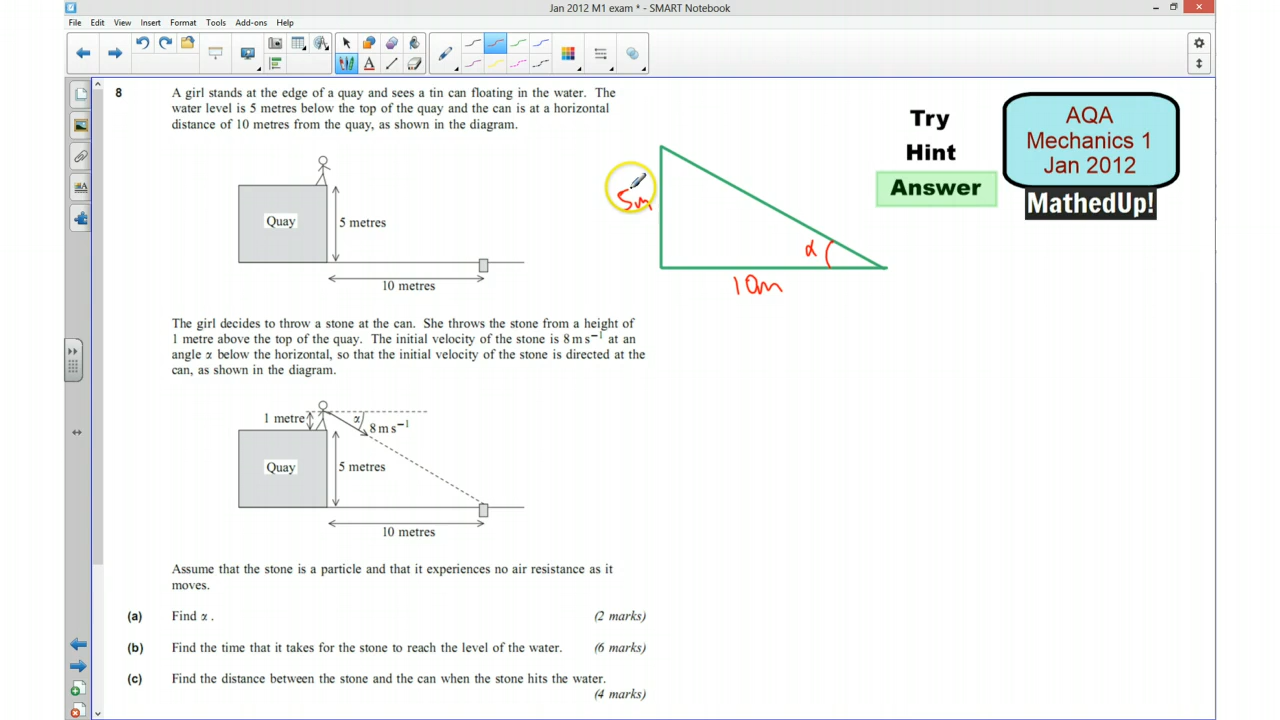 Jan 2012 M1 exam * - SMART Notebook
File Edit View Insert Format Tools Add-ons Help
8 A girl stands at the edge of a quay and sees a tin can floating in the water. The
water level is 5 metres below the top of the quay and the can is at a horizontal
distance of 10 metres from the quay, as shown in the diagram.
Quay
5 metres
10 metres
The girl decides to throw a stone at the can. She throws the stone from a height of
1 metre above the top of the quay. The initial velocity of the stone is 8 m s⁻¹ at an
angle α below the horizontal, so that the initial velocity of the stone is directed at the
can, as shown in the diagram.
1 metre
α
8 m s⁻¹
Quay
5 metres
10 metres
Assume that the stone is a particle and that it experiences no air resistance as it
moves.
(a) Find α . (2 marks)
(b) Find the time that it takes for the stone to reach the level of the water. (6 marks)
(c) Find the distance between the stone and the can when the stone hits the water.
(4 marks)
5m
α
10m
Try
Hint
Answer
AQA
Mechanics 1
Jan 2012
MathedUp!